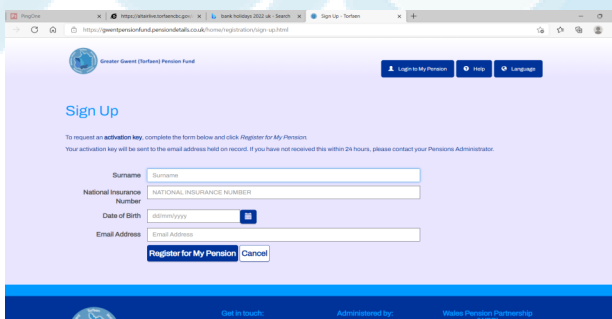 PingOne
bank holidays 2022 uk - Search
Sign Up - Torfaen
https://gwentpensionfund.pensiondetails.co.uk/home/registration/sign-up.html
Greater Gwent (Torfaen) Pension Fund
Login to My Pension
Help
Language
Sign Up
To request an activation key, complete the form below and click Register for My Pension.
Your activation key will be sent to the email address held on record. If you have not received this within 24 hours, please contact your Pensions Administrator.
Surname
Surname
National Insurance
Number
NATIONAL INSURANCE NUMBER
Date of Birth
dd/mm/yyyy
Email Address
Email Address
Register for My Pension
Cancel
Get in touch:
Administered by:
Wales Pension Partnership